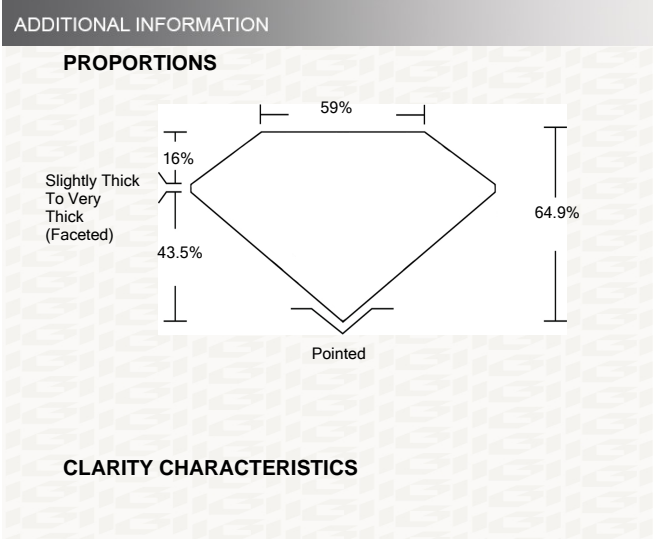 ADDITIONAL INFORMATION
PROPORTIONS
59%
16%
Slightly Thick
To Very
Thick
(Faceted)
64.9%
43.5%
Pointed
CLARITY CHARACTERISTICS